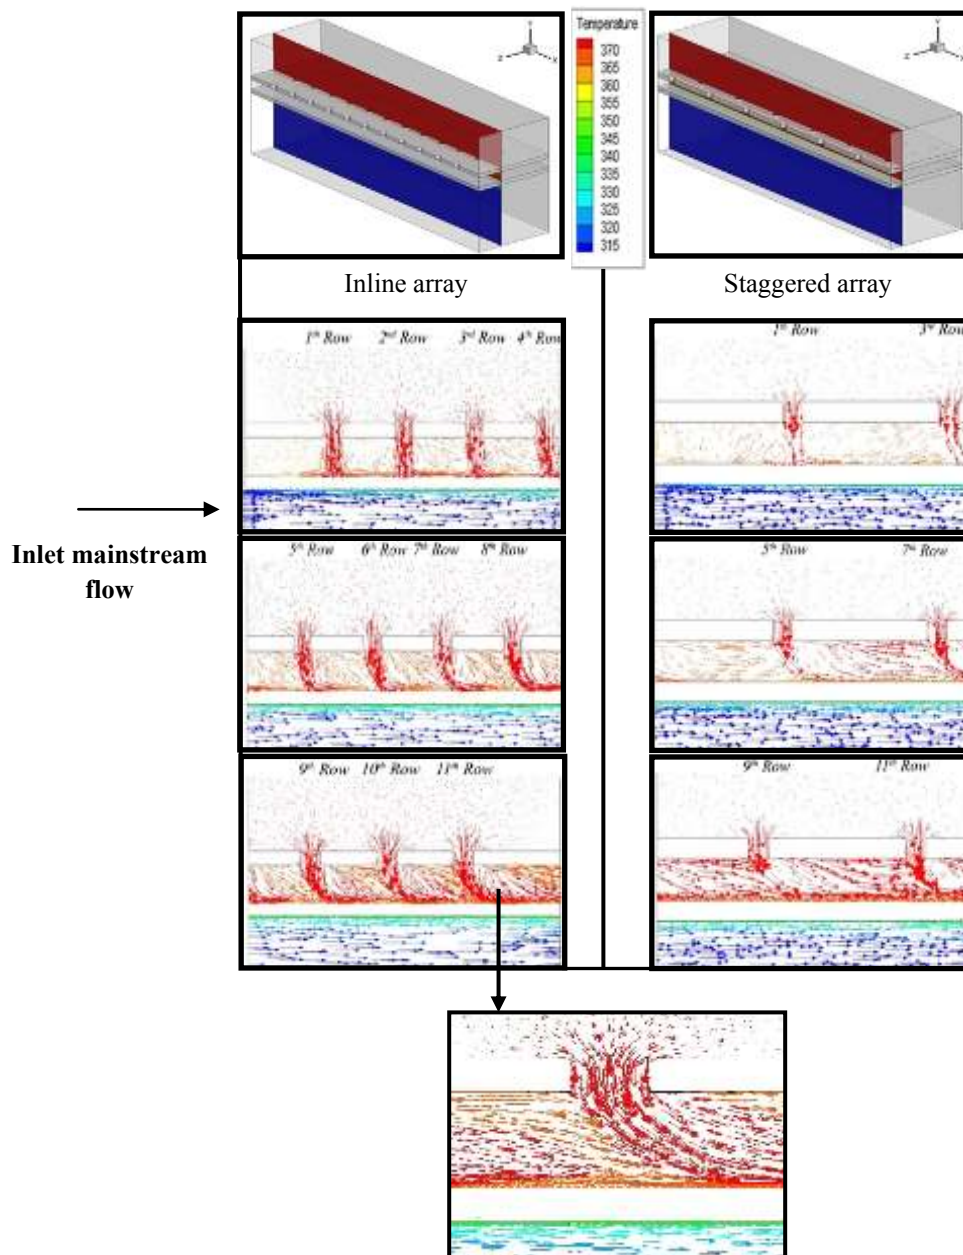 Temperature
370
365
360
355
350
345
340
335
330
325
320
315
Y
Z
X
Y
Z
X
Inline array
Staggered array
1th Row 2nd Row 3rd Row 4th Row
1th Row 3rd Row
Inlet mainstream
flow
5th Row 6th Row 7th Row 8th Row
5th Row 7th Row
9th Row 10th Row 11th Row
9th Row 11th Row